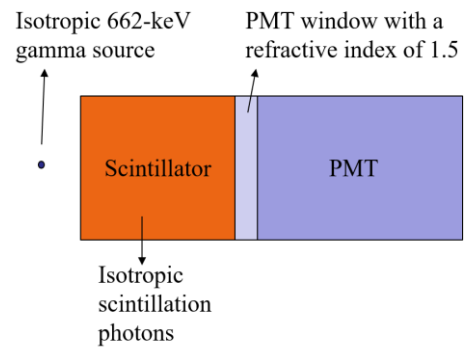 Isotropic 662-keV
gamma source
PMT window with a
refractive index of 1.5
Scintillator
PMT
Isotropic
scintillation
photons